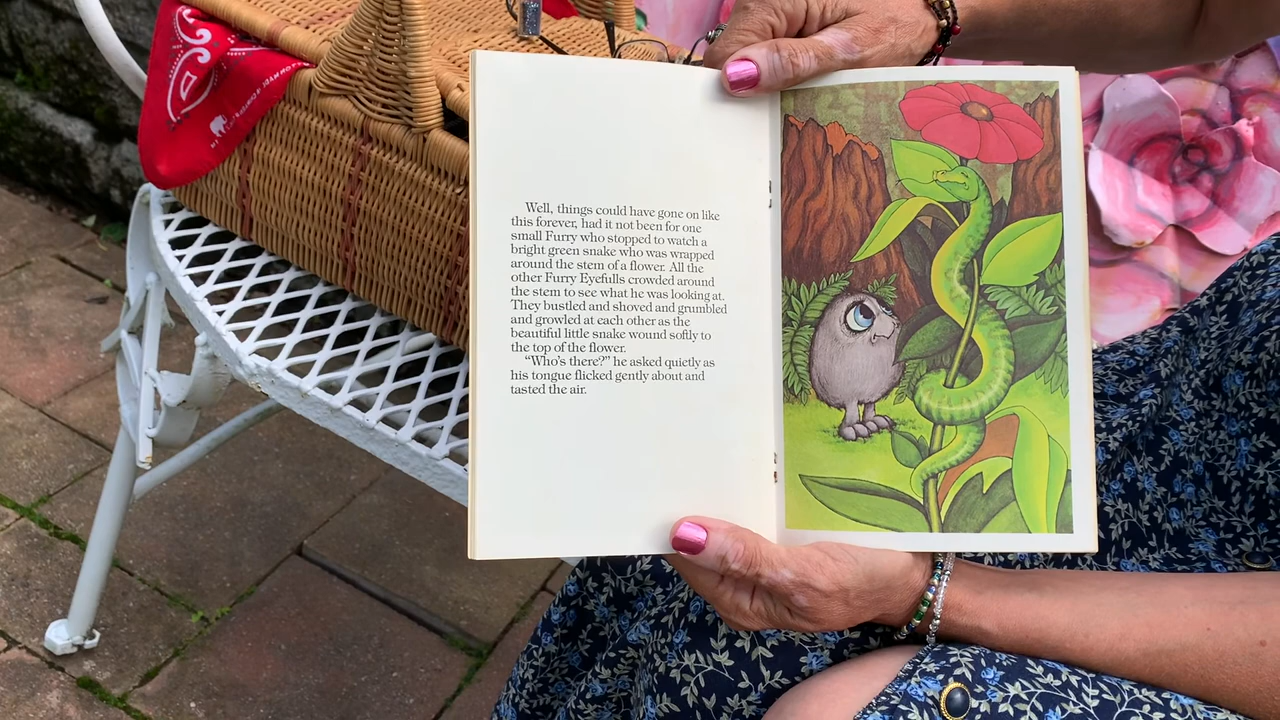 Well, things could have gone on like
this forever, had it not been for one
small Furry who stopped to watch a
bright green snake who was wrapped
around the stem of a flower. All the
other Furry Eyefulls crowded around
the stem to see what he was looking at.
They bustled and shoved and grumbled
and growled at each other as the
beautiful little snake wound softly to
the top of the flower.
“Who’s there?” he asked quietly as
his tongue flicked gently about and
tasted the air.